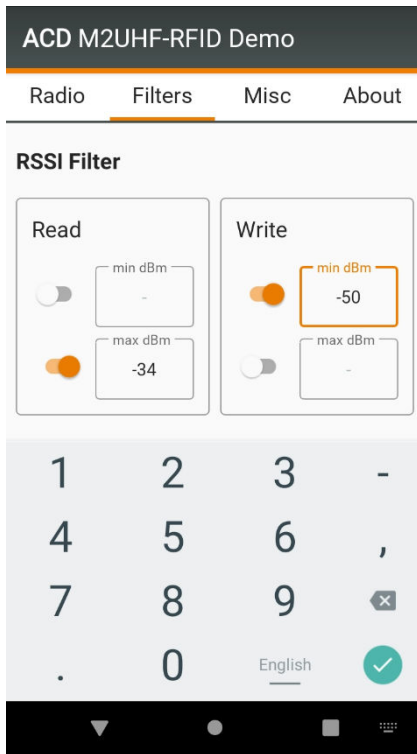 ACD M2UHF-RFID Demo
Radio Filters Misc About
RSSI Filter
Read
min dBm
-
max dBm
-34
Write
min dBm
-50
max dBm
-
1 2 3 -
4 5 6 ,
7 8 9
. 0 English